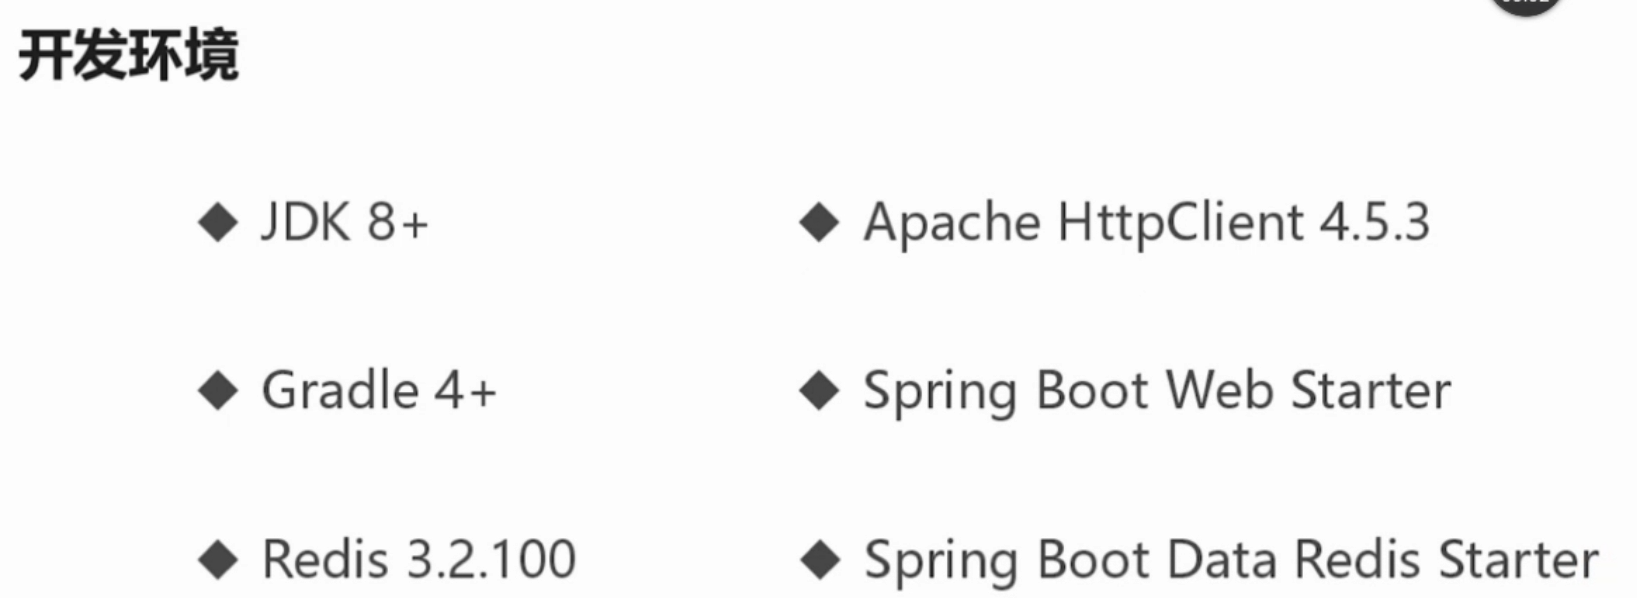 开发环境
◆ JDK 8+
◆ Apache HttpClient 4.5.3
◆ Gradle 4+
◆ Spring Boot Web Starter
◆ Redis 3.2.100
◆ Spring Boot Data Redis Starter